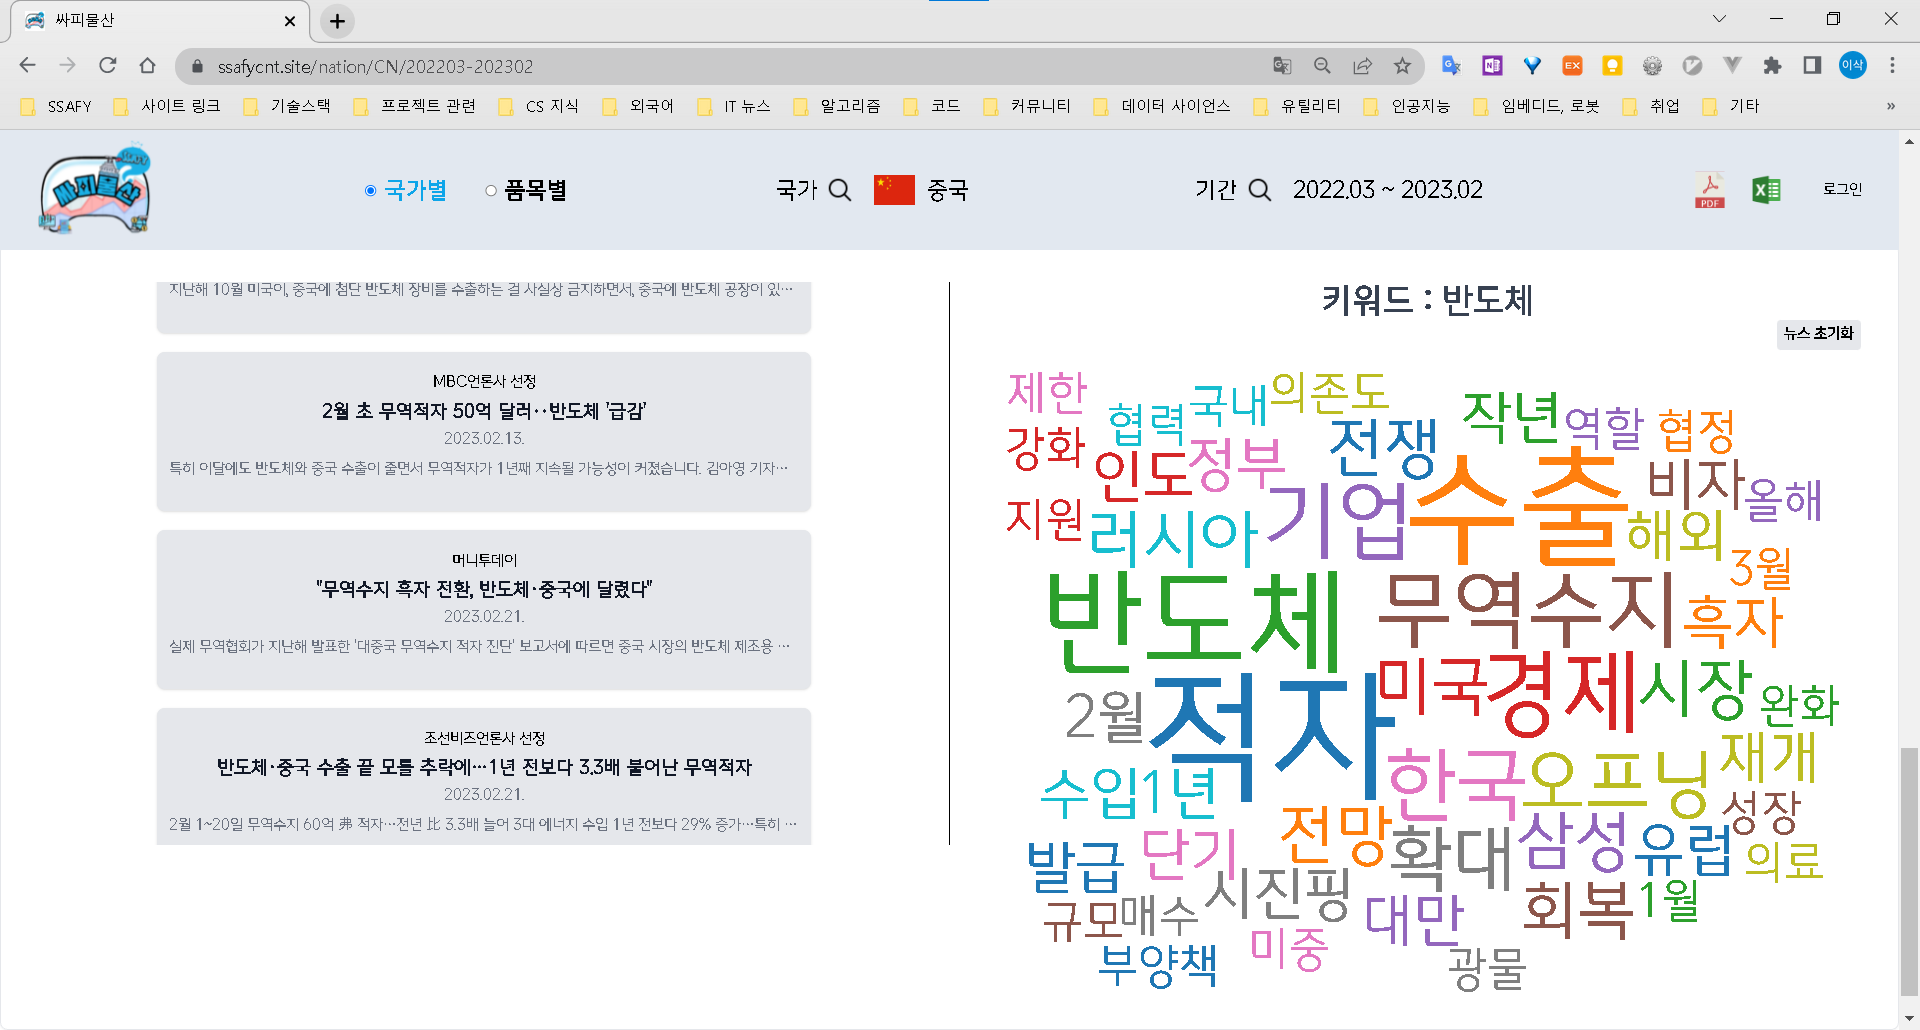 싸피물산
ssafycnt.site/nation/CN/202203-202302
이삭
SSAFY 사이트 링크 기술스택 프로젝트 관련 CS 지식 외국어 IT 뉴스 알고리즘 코드 커뮤니티 데이터 사이언스 유틸리티 인공지능 임베디드, 로봇 취업 기타 »
싸피물산
국가별 품목별 국가 중국 기간 2022.03 ~ 2023.02 PDF 로그인
지난해 10월 미국이, 중국에 첨단 반도체 장비를 수출하는 걸 사실상 금지하면서, 중국에 반도체 공장이 있…
MBC언론사 선정
2월 초 무역적자 50억 달러‥반도체 '급감'
2023.02.13.
특히 이달에도 반도체와 중국 수출이 줄면서 무역적자가 1년째 지속될 가능성이 커졌습니다. 김아영 기자…
머니투데이
"무역수지 흑자 전환, 반도체·중국에 달렸다"
2023.02.21.
실제 무역협회가 지난해 발표한 '대중국 무역수지 적자 진단' 보고서에 따르면 중국 시장의 반도체 제조용 …
조선비즈언론사 선정
반도체·중국 수출 끝 모를 추락에…1년 전보다 3.3배 불어난 무역적자
2023.02.21.
2월 1~20일 무역수지 60억 弗 적자…전년 比 3.3배 늘어 3대 에너지 수입 1년 전보다 29% 증가…특히 …
키워드 : 반도체
뉴스 초기화
제한
협력
국내
의존도
작년
역할
협정
강화
인도
정부
전쟁
비자
올해
지원
러시아
기업
수출
해외
3월
반도체
무역수지
흑자
2월
적자
미국
경제
시장
완화
수입
1년
한국
오프닝
재개
성장
발급
단기
전망
확대
삼성
유럽
의료
규모
매수
시진핑
대만
회복
1월
부양책
미중
광물